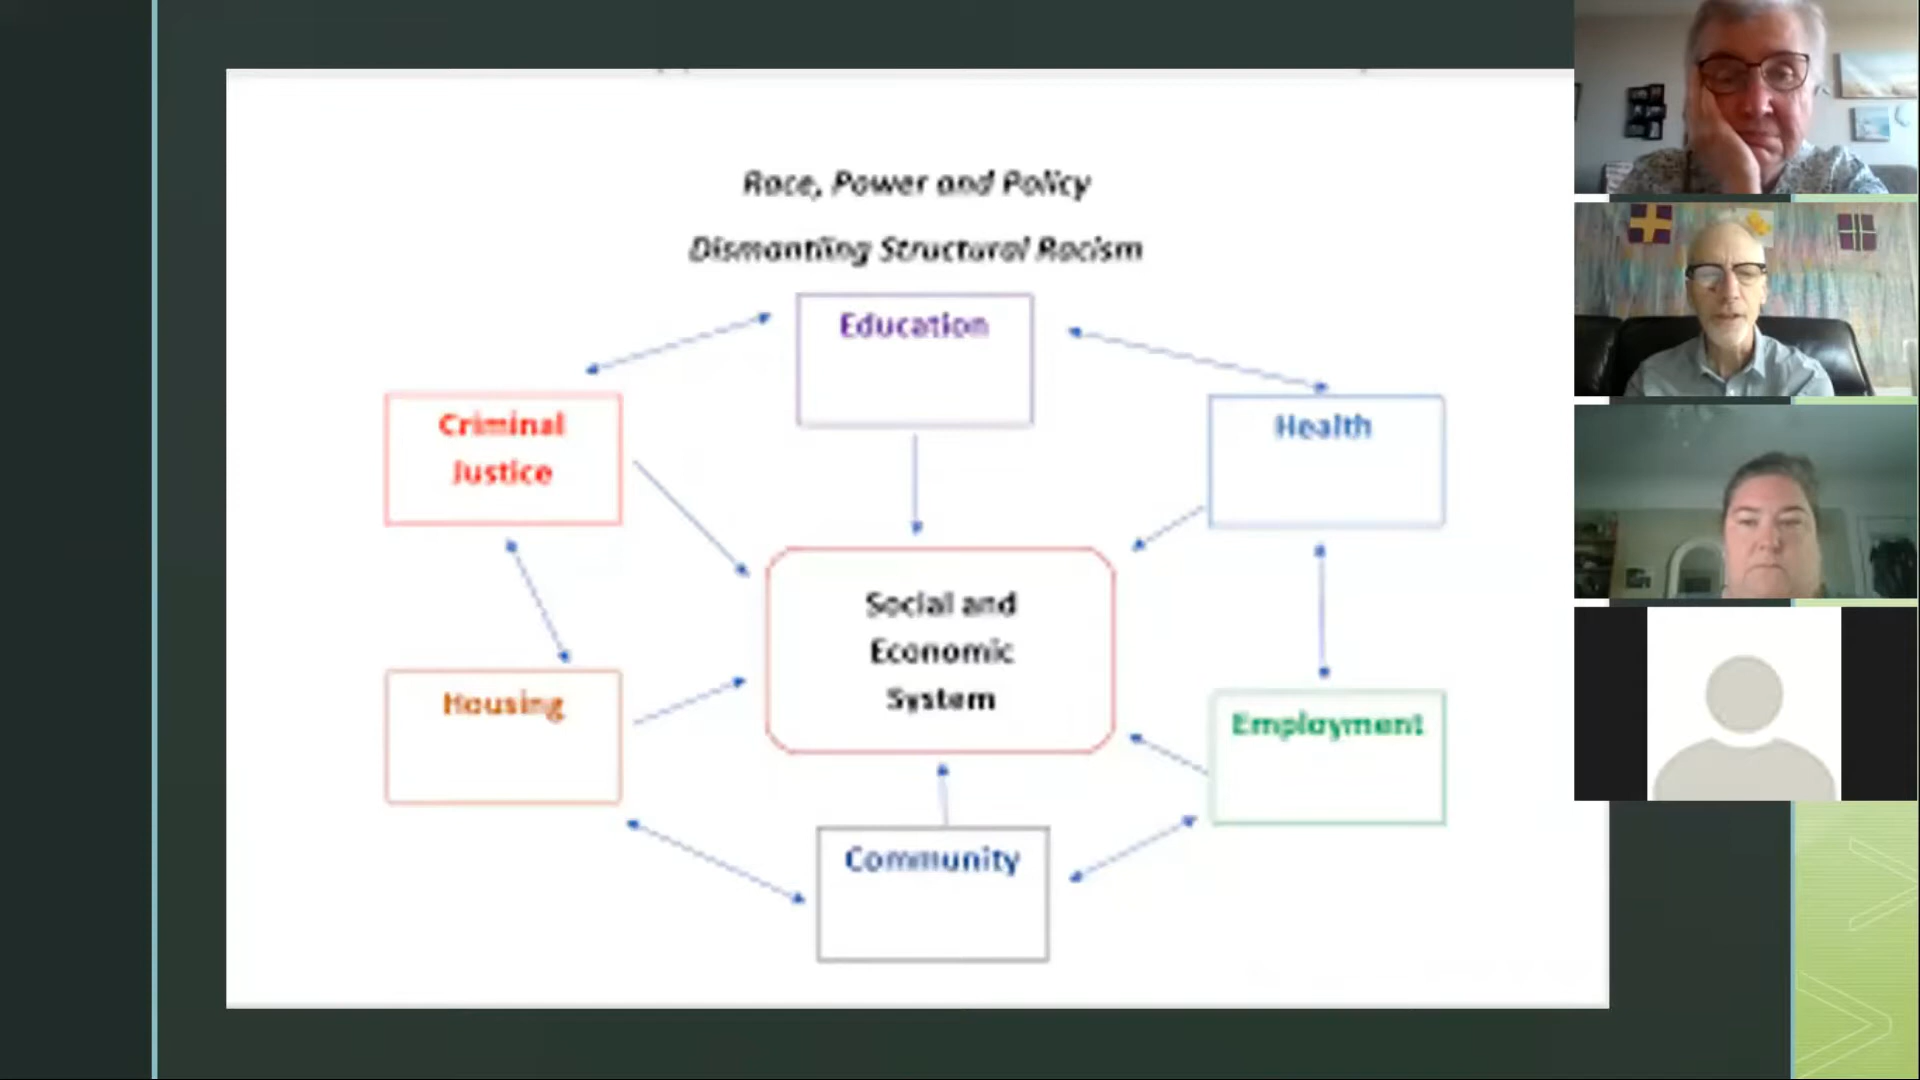 Race, Power and Policy
Dismantling Structural Racism
Education
Criminal
Justice
Health
Social and
Economic
System
Housing
Employment
Community